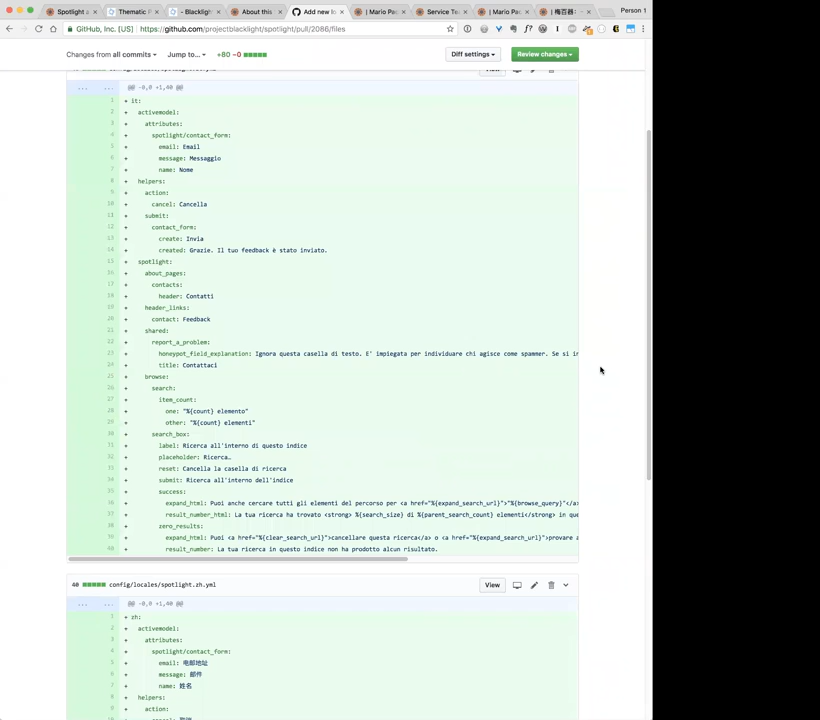 Spotlight a
Thematic P
- Blackligh
About this
Add new lo
| Mario Pac
Service Tea
| Mario Pac
| 梅百器:
Person 1
GitHub, Inc. [US] https://github.com/projectblacklight/spotlight/pull/2086/files
Changes from all commits Jump to... +80 −0
Diff settings Review changes
View
... ... @@ -0,0 +1,40 @@
1 + it:
2 + activemodel:
3 + attributes:
4 + spotlight/contact_form:
5 + email: Email
6 + message: Messaggio
7 + name: Nome
8 + helpers:
9 + action:
10 + cancel: Cancella
11 + submit:
12 + contact_form:
13 + create: Invia
14 + created: Grazie. Il tuo feedback è stato inviato.
15 + spotlight:
16 + about_pages:
17 + contacts:
18 + header: Contatti
19 + header_links:
20 + contact: Feedback
21 + shared:
22 + report_a_problem:
23 + honeypot_field_explanation: Ignora questa casella di testo. E' impiegata per individuare chi agisce come spammer. Se si in
24 + title: Contattaci
25 + browse:
26 + search:
27 + item_count:
28 + one: "%{count} elemento"
29 + other: "%{count} elementi"
30 + search_box:
31 + label: Ricerca all'interno di questo indice
32 + placeholder: Ricerca…
33 + reset: Cancella la casella di ricerca
34 + submit: Ricerca all'interno dell'indice
35 + success:
36 + expand_html: Puoi anche cercare tutti gli elementi del percorso per <a href="%{expand_search_url}">"%{browse_query}"</a>
37 + result_number_html: La tua ricerca ha trovato <strong> %{search_size} di %{parent_search_count} elementi</strong> in que
38 + zero_results:
39 + expand_html: Puoi <a href="%{clear_search_url}">cancellare questa ricerca</a> o <a href="%{expand_search_url}">provare a
40 + result_number: La tua ricerca in questo indice non ha prodotto alcun risultato.
40 config/locales/spotlight.zh.yml View
... ... @@ -0,0 +1,40 @@
1 + zh:
2 + activemodel:
3 + attributes:
4 + spotlight/contact_form:
5 + email: 电邮地址
6 + message: 邮件
7 + name: 姓名
8 + helpers:
9 + action: